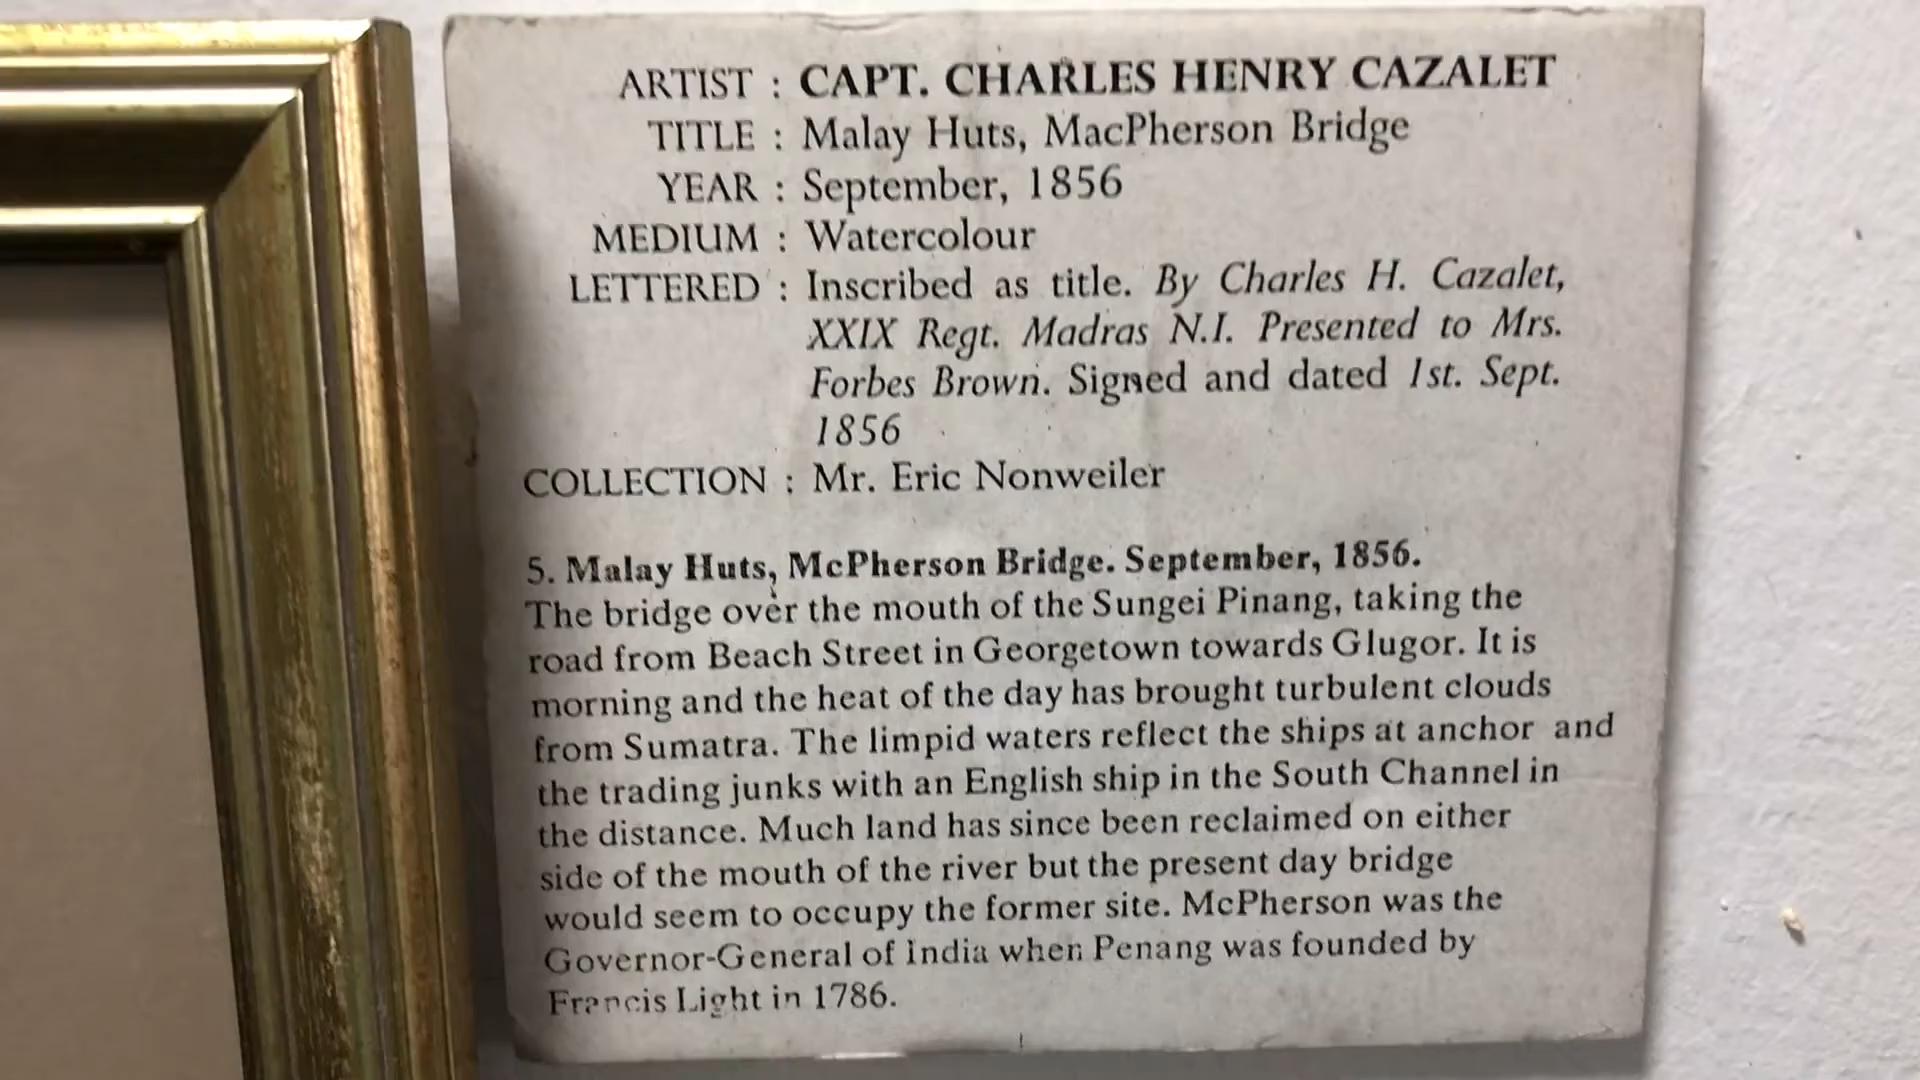 ARTIST : CAPT. CHARLES HENRY CAZALET
TITLE : Malay Huts, MacPherson Bridge
YEAR : September, 1856
MEDIUM : Watercolour
LETTERED : Inscribed as title. By Charles H. Cazalet,
XXIX Regt. Madras N.I. Presented to Mrs.
Forbes Brown. Signed and dated 1st. Sept.
1856
COLLECTION : Mr. Eric Nonweiler
5. Malay Huts, McPherson Bridge. September, 1856.
The bridge over the mouth of the Sungei Pinang, taking the
road from Beach Street in Georgetown towards Glugor. It is
morning and the heat of the day has brought turbulent clouds
from Sumatra. The limpid waters reflect the ships at anchor and
the trading junks with an English ship in the South Channel in
the distance. Much land has since been reclaimed on either
side of the mouth of the river but the present day bridge
would seem to occupy the former site. McPherson was the
Governor-General of India when Penang was founded by
Francis Light in 1786.